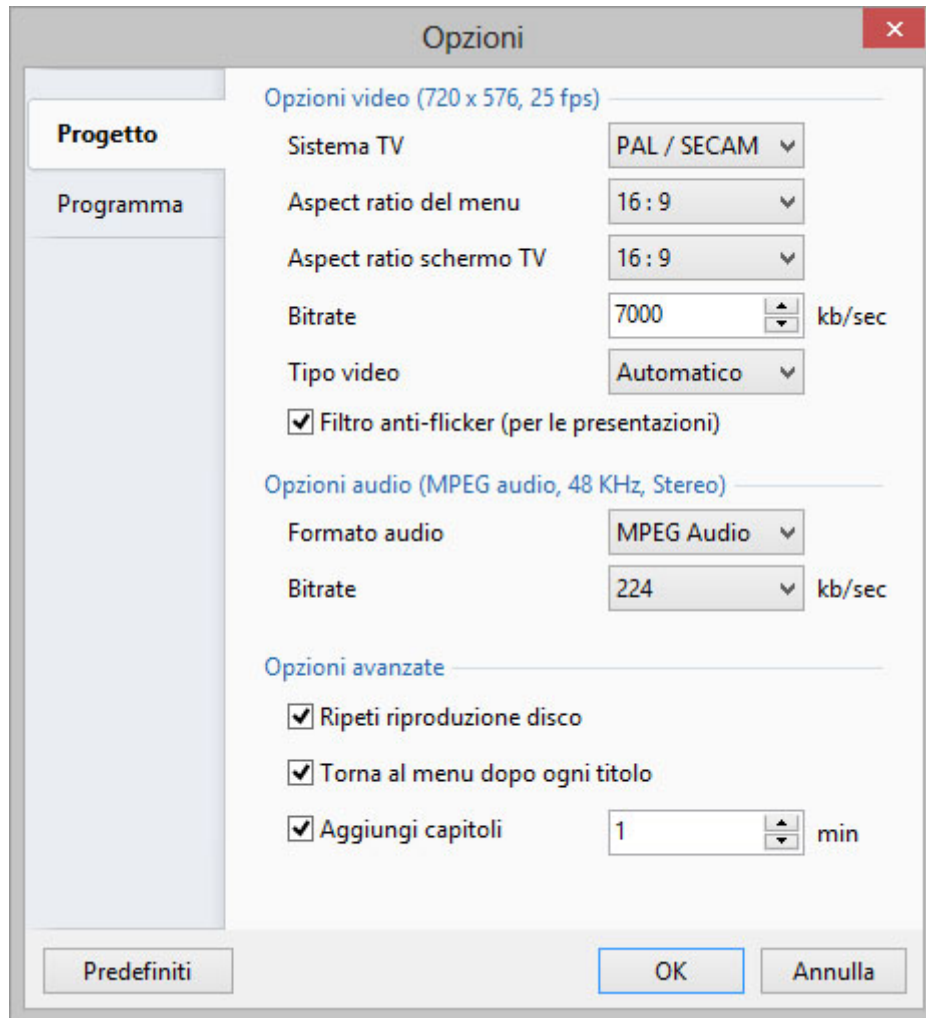 Opzioni
Progetto
Programma
Opzioni video (720 x 576, 25 fps)
Sistema TV PAL / SECAM
Aspect ratio del menu 16 : 9
Aspect ratio schermo TV 16 : 9
Bitrate 7000 kb/sec
Tipo video Automatico
Filtro anti-flicker (per le presentazioni)
Opzioni audio (MPEG audio, 48 KHz, Stereo)
Formato audio MPEG Audio
Bitrate 224 kb/sec
Opzioni avanzate
Ripeti riproduzione disco
Torna al menu dopo ogni titolo
Aggiungi capitoli 1 min
Predefiniti OK Annulla